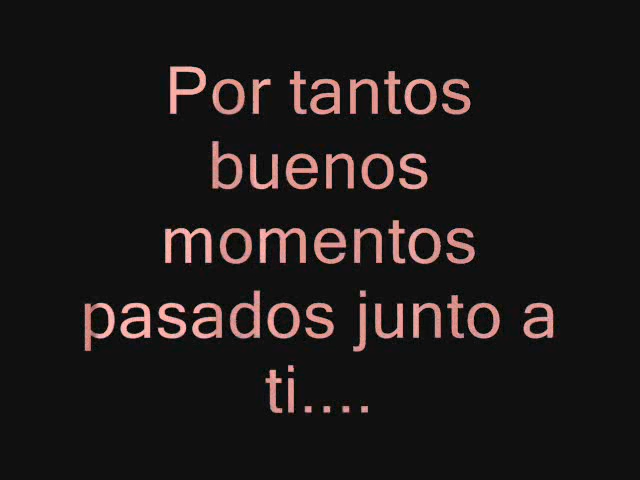 Por tantos
buenos
momentos
pasados junto a
ti....